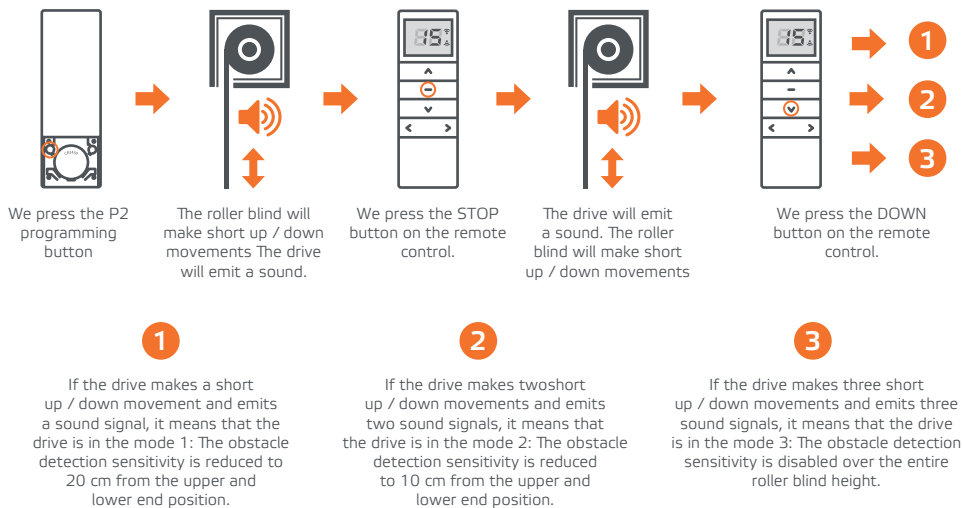 15
15
1
2
3
We press the P2
programming
button
The roller blind will
make short up / down
movements The drive
will emit a sound.
We press the STOP
button on the remote
control.
The drive will emit
a sound. The roller
blind will make short
up / down movements
We press the DOWN
button on the remote
control.
1
If the drive makes a short
up / down movement and emits
a sound signal, it means that the
drive is in the mode 1: The obstacle
detection sensitivity is reduced to
20 cm from the upper and
lower end position.
2
If the drive makes twoshort
up / down movements and emits
two sound signals, it means that
the drive is in the mode 2: The obstacle
detection sensitivity is reduced
to 10 cm from the upper and
lower end position.
3
If the drive makes three short
up / down movements and emits three
sound signals, it means that the drive
is in the mode 3: The obstacle detection
sensitivity is disabled over the entire
roller blind height.